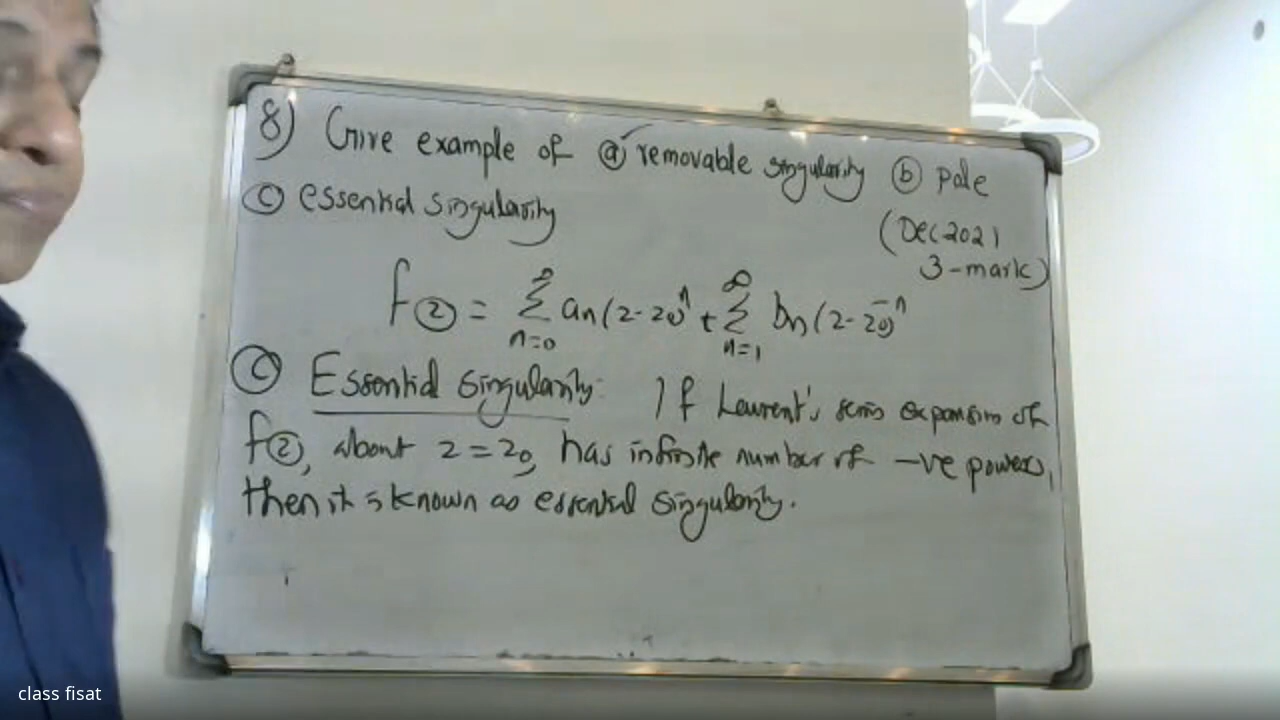 8) Give example of ⓐ removable singularity ⓑ pole
ⓒ essential singularity
(Dec 2021
3-mark)
f(z) = ∞ Σ n=0 an(z-z0)^n + ∞ Σ n=1 bn(z-z0)^-n
ⓒ Essential singularity: If Laurent's series expansion of
f(z), about z=z0, has infinite number of -ve powers,
then it is known as essential singularity.
class fisat